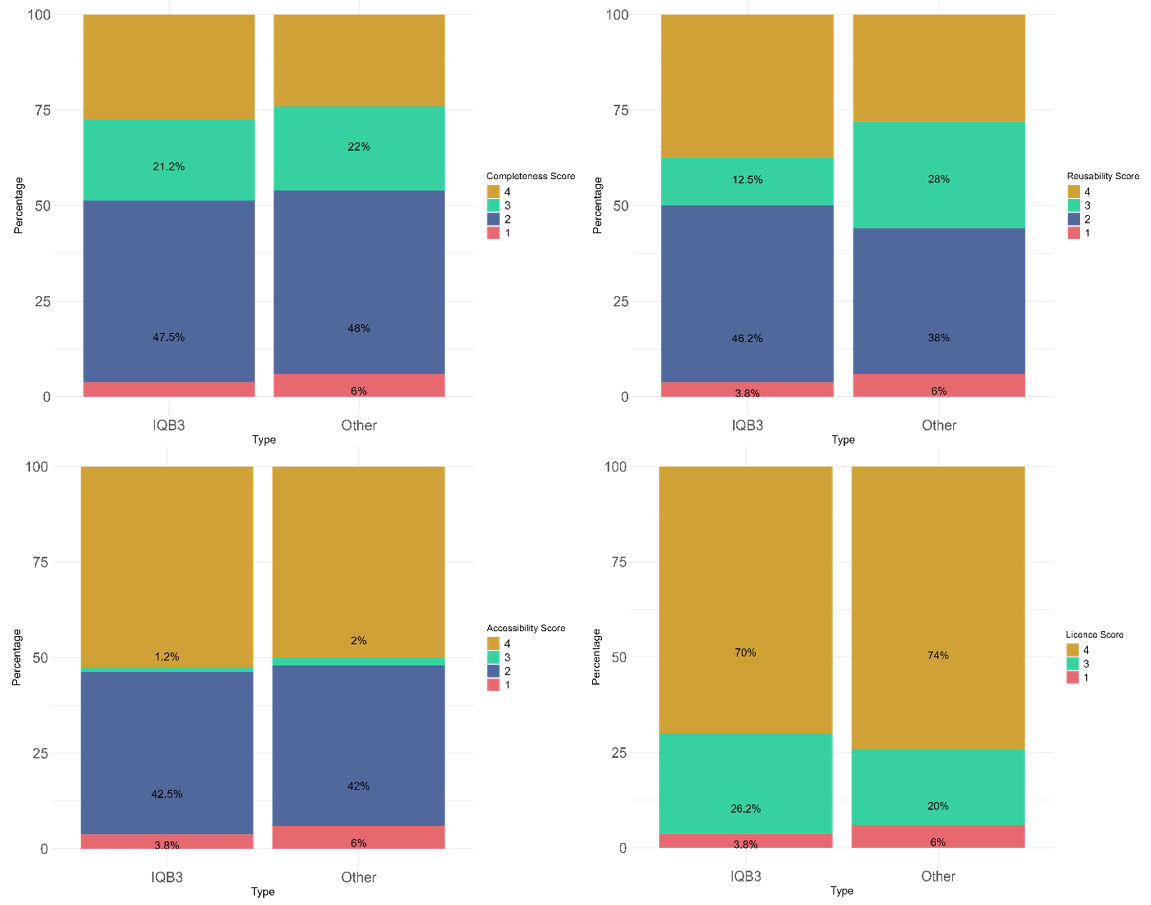 100
75
50
25
0
Percentage
21.2%
22%
47.5%
48%
6%
IQB3
Other
Type
Completeness Score
4
3
2
1
100
75
50
25
0
Percentage
12.5%
28%
46.2%
38%
3.8%
6%
IQB3
Other
Type
Reusability Score
4
3
2
1
100
75
50
25
0
Percentage
1.2%
2%
42.5%
42%
3.8%
6%
IQB3
Other
Type
Accessibility Score
4
3
2
1
100
75
50
25
0
Percentage
70%
74%
26.2%
20%
3.8%
6%
IQB3
Other
Type
Licence Score
4
3
1